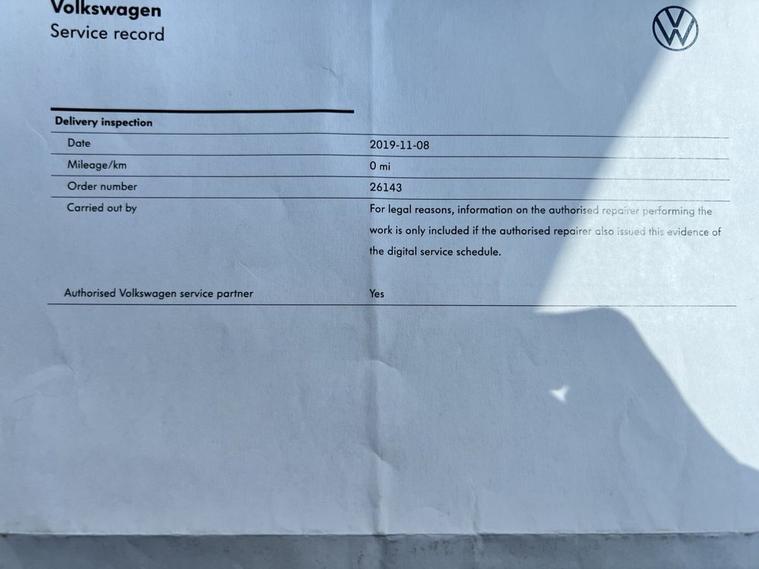 Volkswagen
Service record
Delivery inspection
Date 2019-11-08
Mileage/km 0 mi
Order number 26143
Carried out by For legal reasons, information on the authorised repairer performing the
work is only included if the authorised repairer also issued this evidence of
the digital service schedule.
Authorised Volkswagen service partner Yes